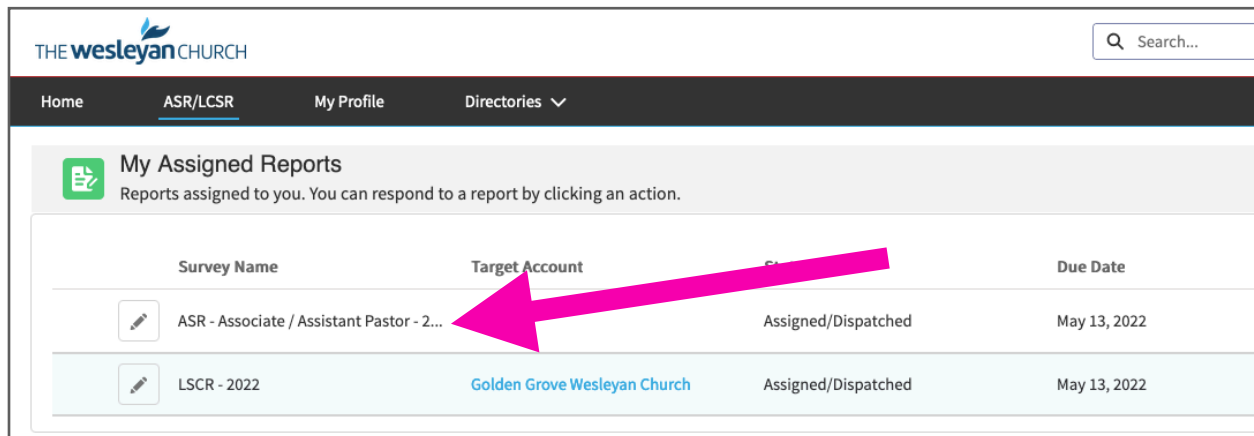 THE wesleyan CHURCH
Search...
Home ASR/LCSR My Profile Directories
My Assigned Reports
Reports assigned to you. You can respond to a report by clicking an action.
Survey Name Target Account Due Date
ASR - Associate / Assistant Pastor - 2... Assigned/Dispatched May 13, 2022
LSCR - 2022 Golden Grove Wesleyan Church Assigned/Dispatched May 13, 2022